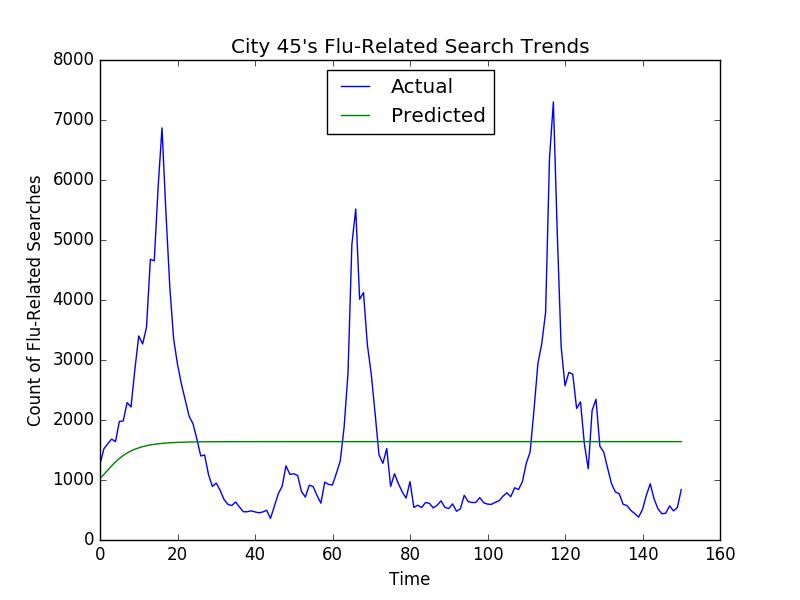 City 45's Flu-Related Search Trends
Actual
Predicted
Count of Flu-Related Searches
8000
7000
6000
5000
4000
3000
2000
1000
0
0 20 40 60 80 100 120 140 160
Time